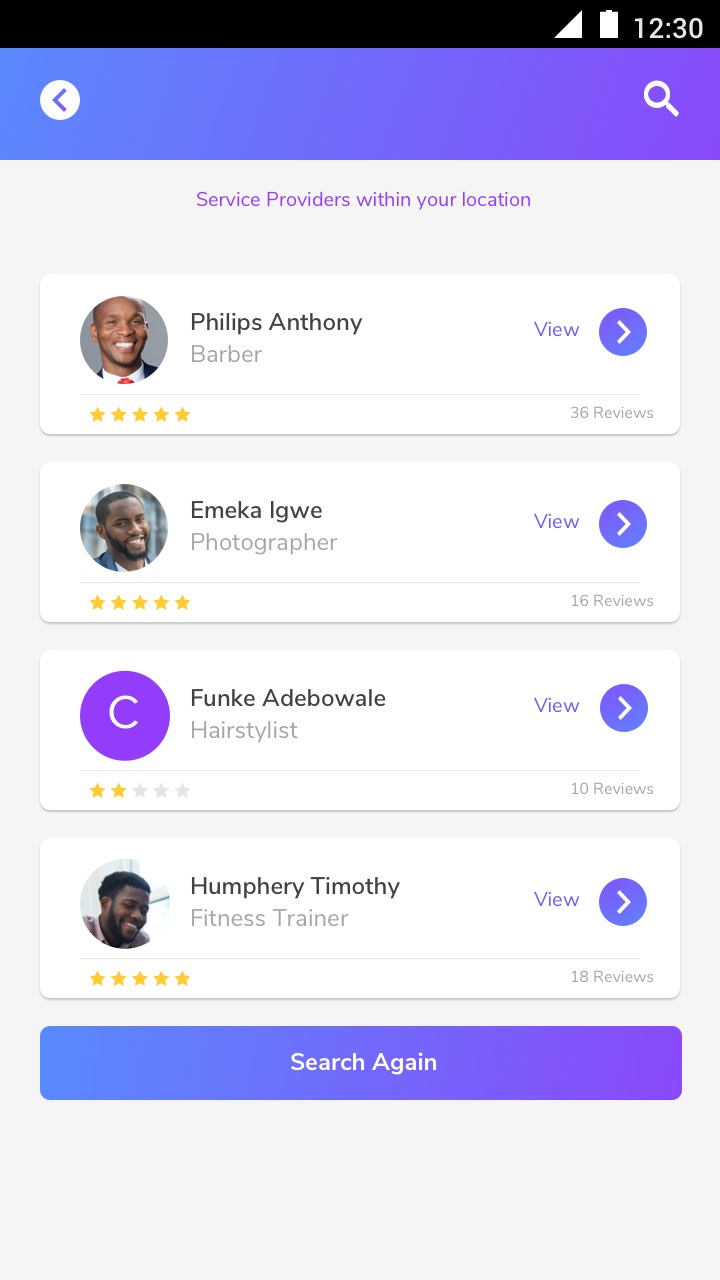 12:30
Service Providers within your location
Philips Anthony
View
Barber
36 Reviews
Emeka Igwe
View
Photographer
16 Reviews
C
Funke Adebowale
View
Hairstylist
10 Reviews
Humphery Timothy
View
Fitness Trainer
18 Reviews
Search Again